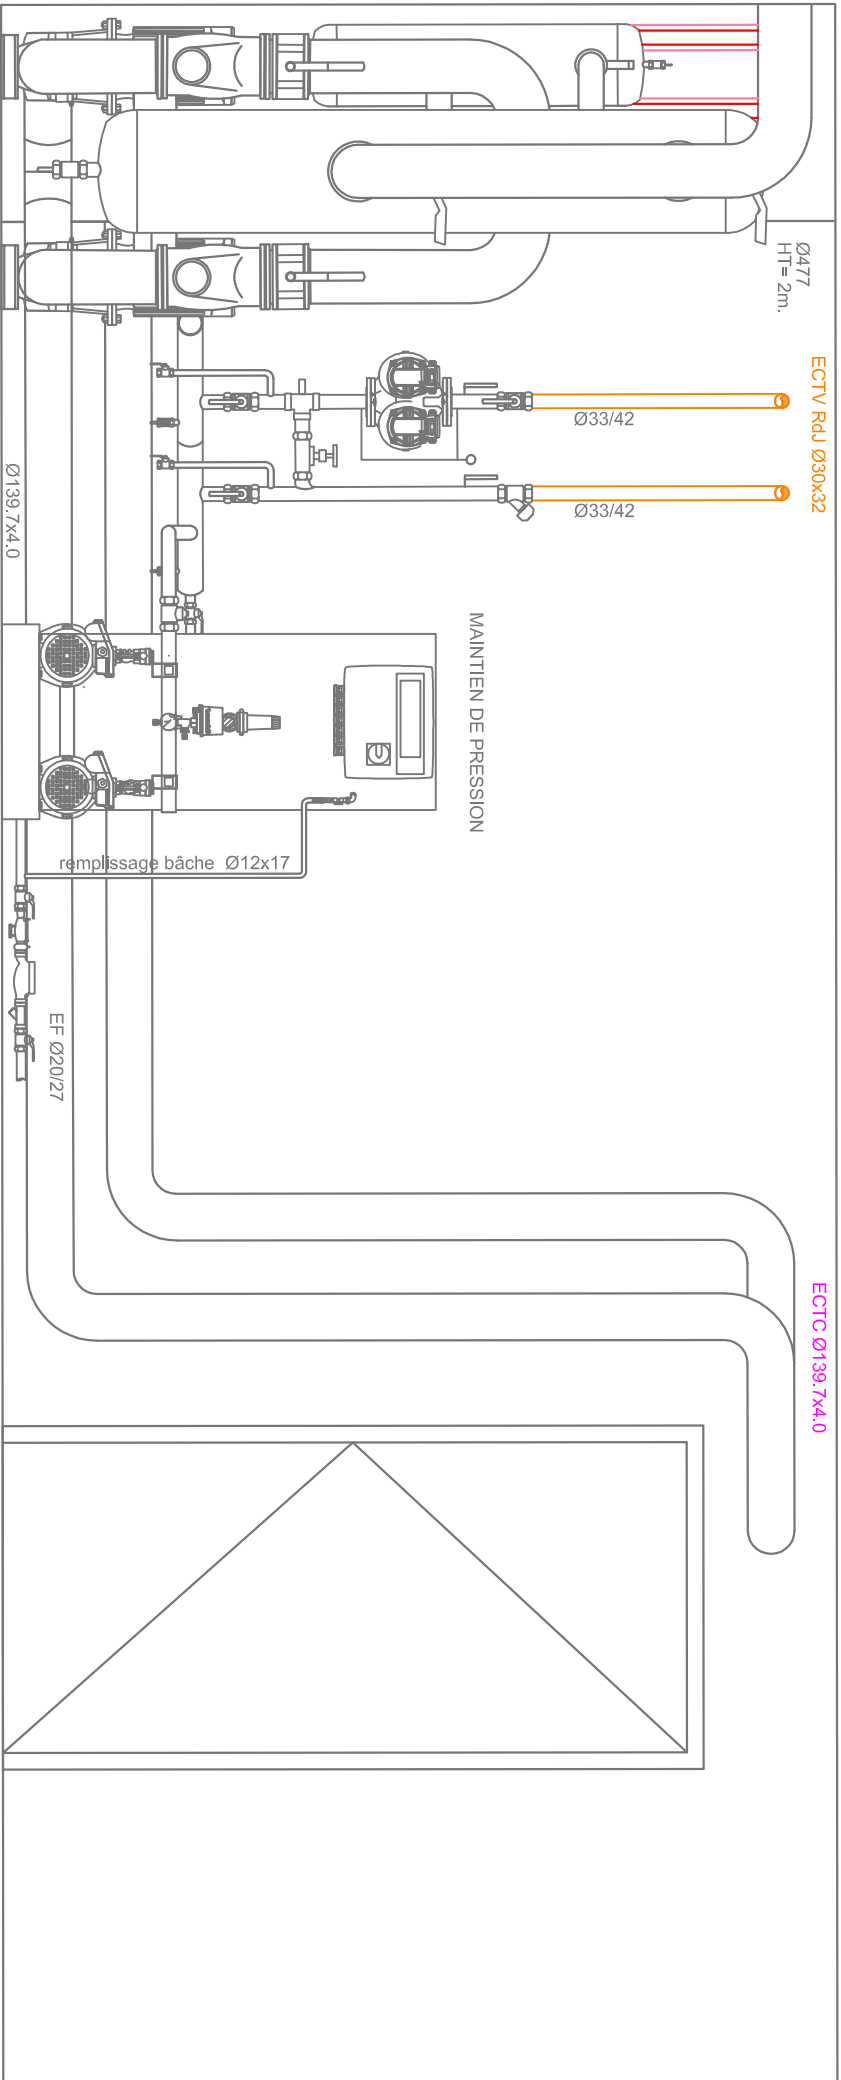 Ø477
HT= 2m.
ECTV RdJ Ø30x32
Ø33/42
Ø33/42
Ø139.7x4.0
MAINTIEN DE PRESSION
remplissage bâche Ø12x17
EF Ø20/27
ECTC Ø139.7x4.0